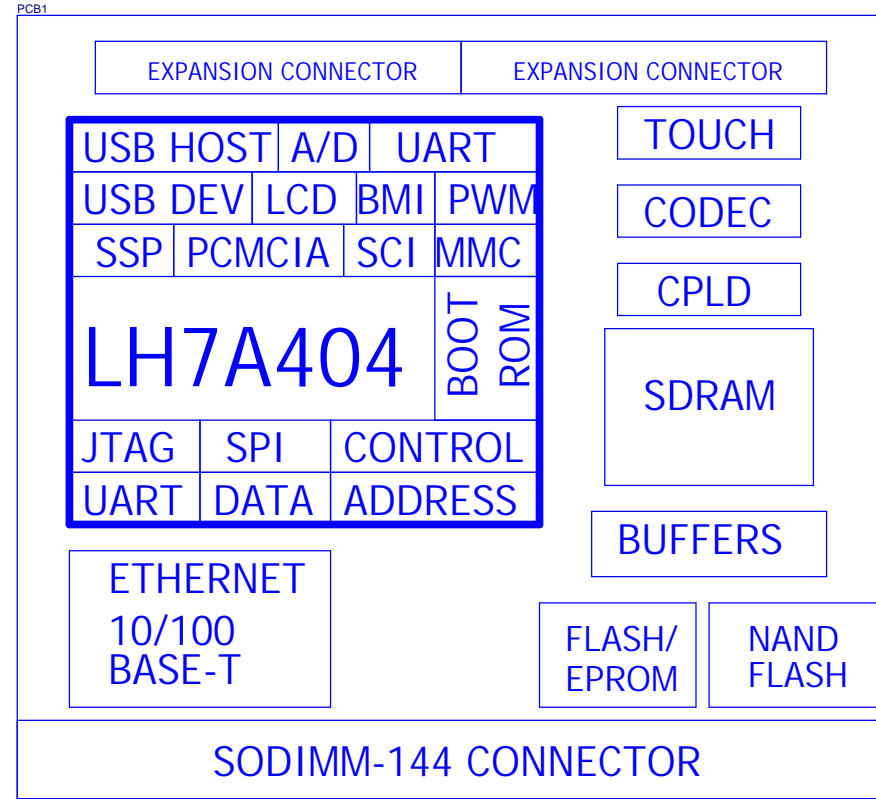 PCB1
EXPANSION CONNECTOR EXPANSION CONNECTOR
USB HOST A/D UART
USB DEV LCD BMI PWM
SSP PCMCIA SCI MMC
LH7A404
BOOT
ROM
JTAG SPI CONTROL
UART DATA ADDRESS
TOUCH
CODEC
CPLD
SDRAM
BUFFERS
ETHERNET
10/100
BASE-T
FLASH/
EPROM
NAND
FLASH
SODIMM-144 CONNECTOR